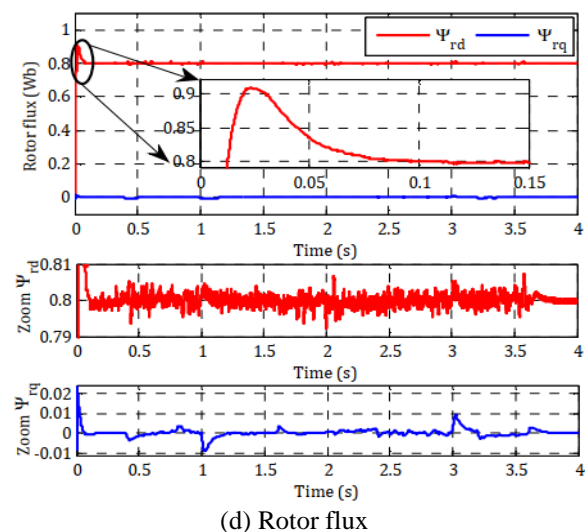 Ψrd Ψrq
Rotor flux (Wb)
1
0.8
0.6
0.4
0.2
0
0.9
0.85
0.8
0 0.05 0.1 0.15
0 0.5 1 1.5 2 2.5 3 3.5 4
Time (s)
Zoom Ψrd
0.81
0.8
0.79
0 0.5 1 1.5 2 2.5 3 3.5 4
Time (s)
Zoom Ψrq
0.02
0.01
0
-0.01
0 0.5 1 1.5 2 2.5 3 3.5 4
Time (s)
(d) Rotor flux